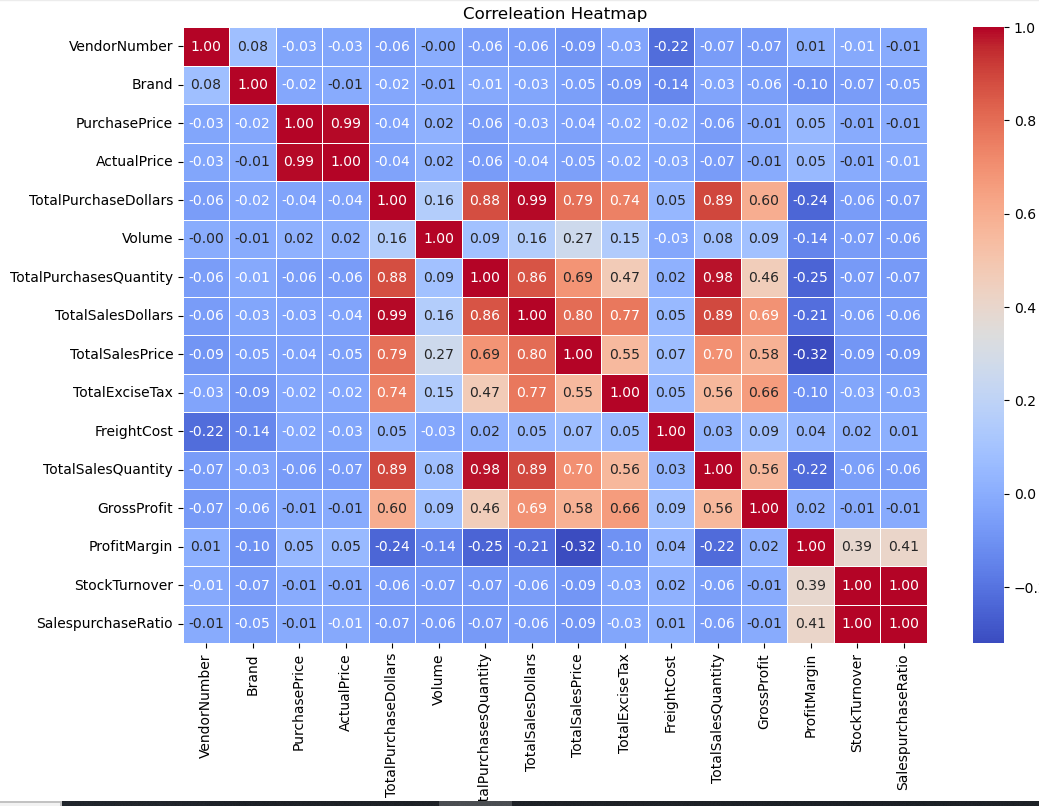 Correleation Heatmap
VendorNumber 1.00 0.08 -0.03 -0.03 -0.06 -0.00 -0.06 -0.06 -0.09 -0.03 -0.22 -0.07 -0.07 0.01 -0.01 -0.01
Brand 0.08 1.00 -0.02 -0.01 -0.02 -0.01 -0.01 -0.03 -0.05 -0.09 -0.14 -0.03 -0.06 -0.10 -0.07 -0.05
PurchasePrice -0.03 -0.02 1.00 0.99 -0.04 0.02 -0.06 -0.03 -0.04 -0.02 -0.02 -0.06 -0.01 0.05 -0.01 -0.01
ActualPrice -0.03 -0.01 0.99 1.00 -0.04 0.02 -0.06 -0.04 -0.05 -0.02 -0.03 -0.07 -0.01 0.05 -0.01 -0.01
TotalPurchaseDollars -0.06 -0.02 -0.04 -0.04 1.00 0.16 0.88 0.99 0.79 0.74 0.05 0.89 0.60 -0.24 -0.06 -0.07
Volume -0.00 -0.01 0.02 0.02 0.16 1.00 0.09 0.16 0.27 0.15 -0.03 0.08 0.09 -0.14 -0.07 -0.06
TotalPurchasesQuantity -0.06 -0.01 -0.06 -0.06 0.88 0.09 1.00 0.86 0.69 0.47 0.02 0.98 0.46 -0.25 -0.07 -0.07
TotalSalesDollars -0.06 -0.03 -0.03 -0.04 0.99 0.16 0.86 1.00 0.80 0.77 0.05 0.89 0.69 -0.21 -0.06 -0.06
TotalSalesPrice -0.09 -0.05 -0.04 -0.05 0.79 0.27 0.69 0.80 1.00 0.55 0.07 0.70 0.58 -0.32 -0.09 -0.09
TotalExciseTax -0.03 -0.09 -0.02 -0.02 0.74 0.15 0.47 0.77 0.55 1.00 0.05 0.56 0.66 -0.10 -0.03 -0.03
FreightCost -0.22 -0.14 -0.02 -0.03 0.05 -0.03 0.02 0.05 0.07 0.05 1.00 0.03 0.09 0.04 0.02 0.01
TotalSalesQuantity -0.07 -0.03 -0.06 -0.07 0.89 0.08 0.98 0.89 0.70 0.56 0.03 1.00 0.56 -0.22 -0.06 -0.06
GrossProfit -0.07 -0.06 -0.01 -0.01 0.60 0.09 0.46 0.69 0.58 0.66 0.09 0.56 1.00 0.02 -0.01 -0.01
ProfitMargin 0.01 -0.10 0.05 0.05 -0.24 -0.14 -0.25 -0.21 -0.32 -0.10 0.04 -0.22 0.02 1.00 0.39 0.41
StockTurnover -0.01 -0.07 -0.01 -0.01 -0.06 -0.07 -0.07 -0.06 -0.09 -0.03 0.02 -0.06 -0.01 0.39 1.00 1.00
SalespurchaseRatio -0.01 -0.05 -0.01 -0.01 -0.07 -0.06 -0.07 -0.06 -0.09 -0.03 0.01 -0.06 -0.01 0.41 1.00 1.00
VendorNumber
Brand
PurchasePrice
ActualPrice
TotalPurchaseDollars
Volume
talPurchasesQuantity
TotalSalesDollars
TotalSalesPrice
TotalExciseTax
FreightCost
TotalSalesQuantity
GrossProfit
ProfitMargin
StockTurnover
SalespurchaseRatio
1.0
0.8
0.6
0.4
0.2
0.0
−0.